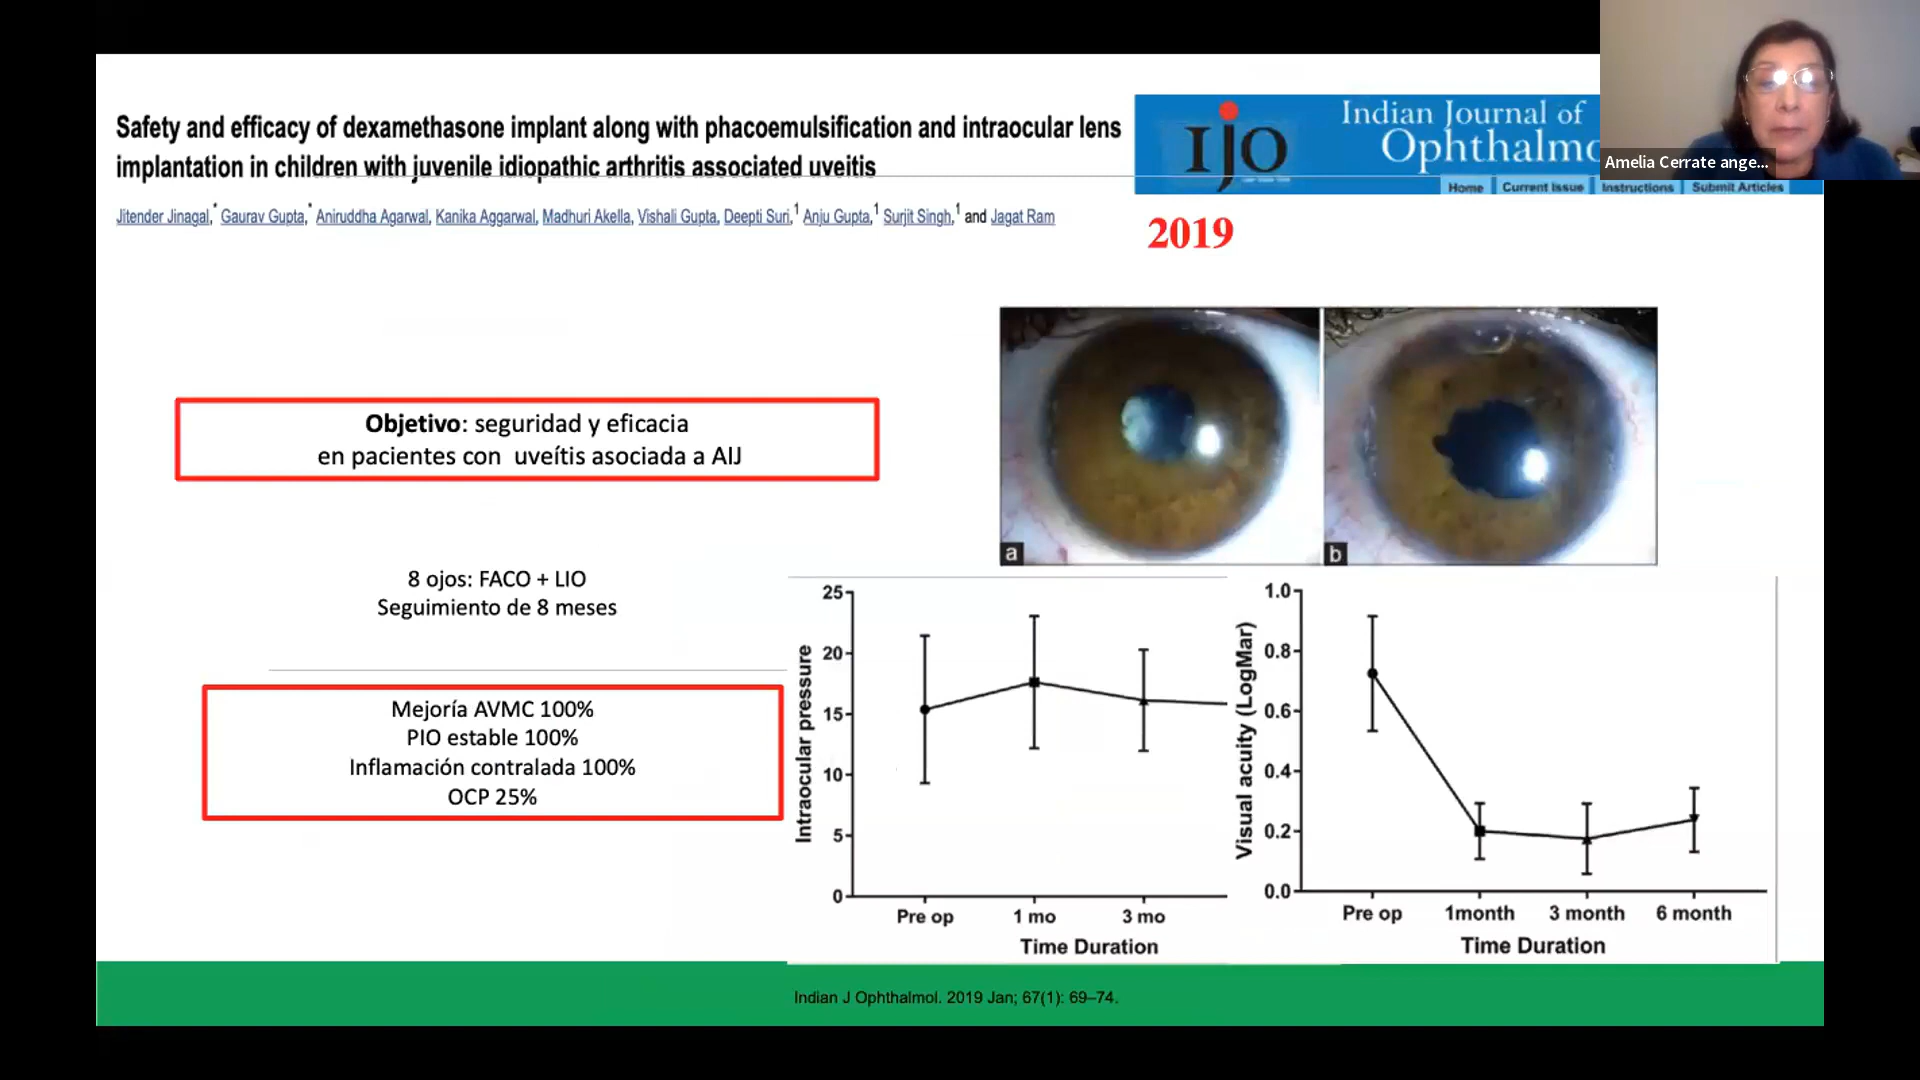 Safety and efficacy of dexamethasone implant along with phacoemulsification and intraocular lens
implantation in children with juvenile idiopathic arthritis associated uveitis
Jitender Jinagal,* Gaurav Gupta,* Aniruddha Agarwal, Kanika Aggarwal, Madhuri Akella, Vishali Gupta, Deepti Suri,1 Anju Gupta,1 Surjit Singh,1 and Jagat Ram
IJO
Indian Journal of
Ophthalmo
Home Current Issue Instructions Submit Articles
Amelia Cerrate ange...
2019
Objetivo: seguridad y eficacia
en pacientes con uveítis asociada a AIJ
a
b
8 ojos: FACO + LIO
Seguimiento de 8 meses
Mejoría AVMC 100%
PIO estable 100%
Inflamación contralada 100%
OCP 25%
Intraocular pressure
25
20
15
10
5
0
Pre op 1 mo 3 mo
Time Duration
Visual acuity (LogMar)
1.0
0.8
0.6
0.4
0.2
0.0
Pre op 1month 3 month 6 month
Time Duration
Indian J Ophthalmol. 2019 Jan; 67(1): 69–74.